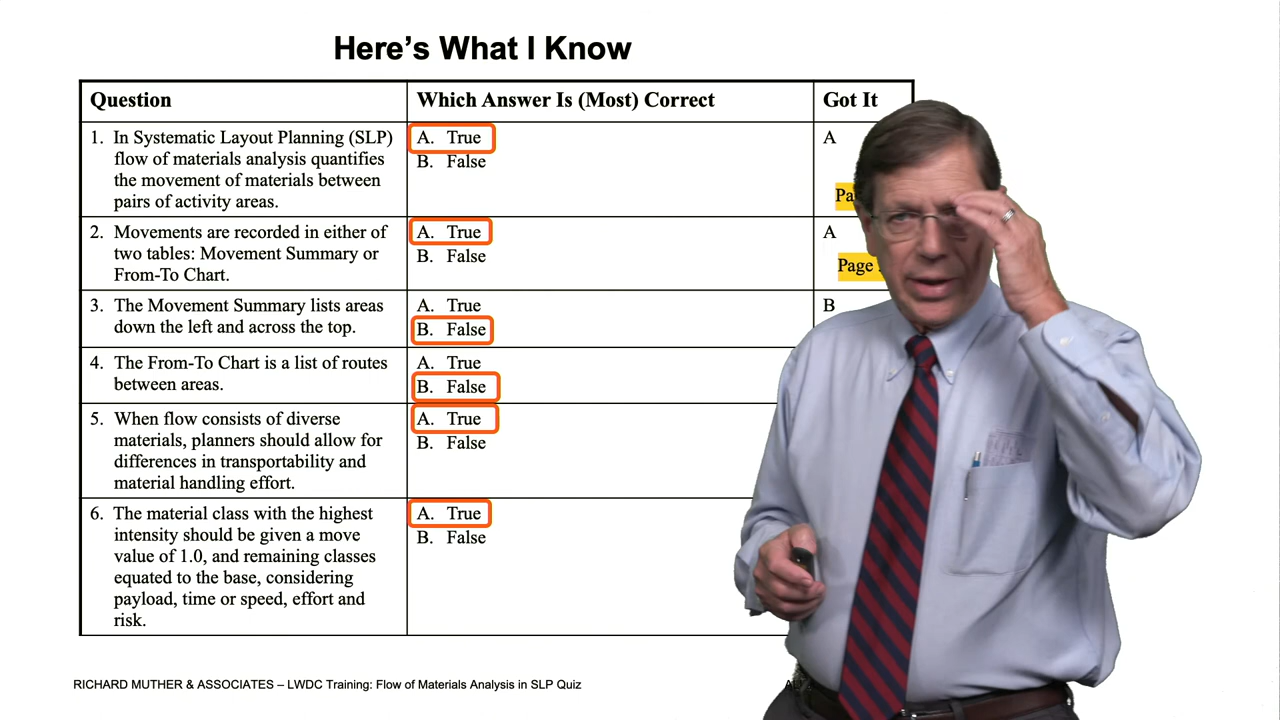 Here's What I Know
Question
Which Answer Is (Most) Correct
Got It
1. In Systematic Layout Planning (SLP)
flow of materials analysis quantifies
the movement of materials between
pairs of activity areas.
A. True
B. False
A
2. Movements are recorded in either of
two tables: Movement Summary or
From-To Chart.
A. True
B. False
A
Page
3. The Movement Summary lists areas
down the left and across the top.
A. True
B. False
B
4. The From-To Chart is a list of routes
between areas.
A. True
B. False
5. When flow consists of diverse
materials, planners should allow for
differences in transportability and
material handling effort.
A. True
B. False
6. The material class with the highest
intensity should be given a move
value of 1.0, and remaining classes
equated to the base, considering
payload, time or speed, effort and
risk.
A. True
B. False
RICHARD MUTHER & ASSOCIATES – LWDC Training: Flow of Materials Analysis in SLP Quiz